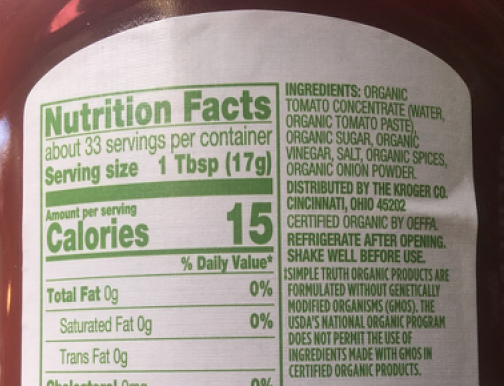 Nutrition Facts
about 33 servings per container
Serving size 1 Tbsp (17g)
Amount per serving
Calories 15
% Daily Value*
Total Fat 0g 0%
Saturated Fat 0g 0%
Trans Fat 0g
Cholesterol 0mg 0%
INGREDIENTS: ORGANIC
TOMATO CONCENTRATE (WATER,
ORGANIC TOMATO PASTE),
ORGANIC SUGAR, ORGANIC
VINEGAR, SALT, ORGANIC SPICES,
ORGANIC ONION POWDER.
DISTRIBUTED BY THE KROGER CO.
CINCINNATI, OHIO 45202
CERTIFIED ORGANIC BY OEFFA.
REFRIGERATE AFTER OPENING.
SHAKE WELL BEFORE USE.
‡SIMPLE TRUTH ORGANIC PRODUCTS ARE
FORMULATED WITHOUT GENETICALLY
MODIFIED ORGANISMS (GMOS). THE
USDA'S NATIONAL ORGANIC PROGRAM
DOES NOT PERMIT THE USE OF
INGREDIENTS MADE WITH GMOS IN
CERTIFIED ORGANIC PRODUCTS.